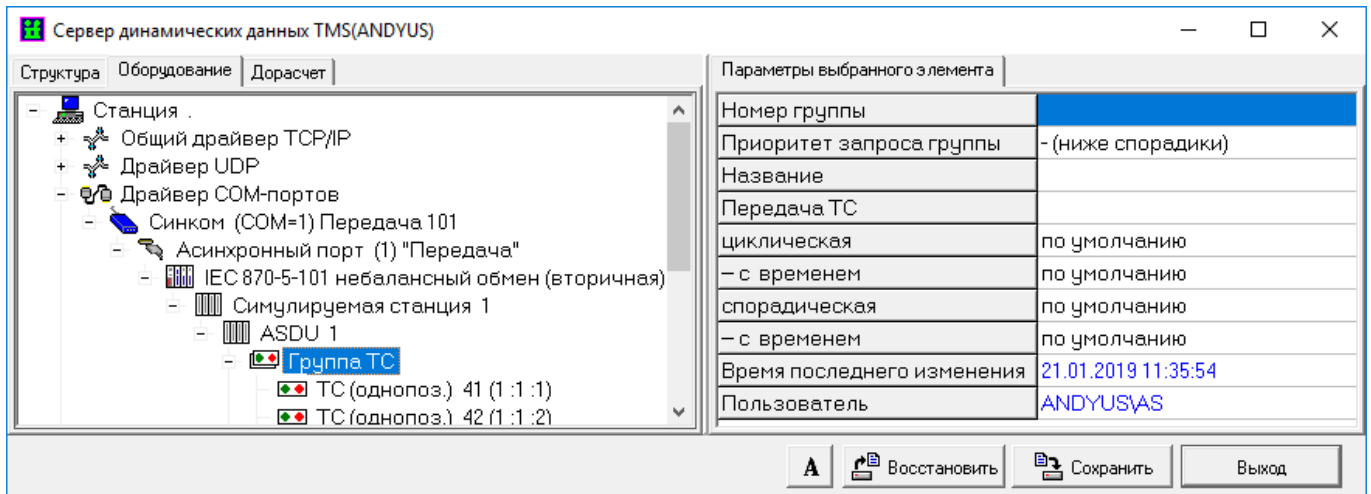 Сервер динамических данных TMS(ANDYUS)
Структура Оборудование Дорасчет
Станция .
Общий драйвер TCP/IP
Драйвер UDP
Драйвер COM-портов
Синком (COM=1) Передача 101
Асинхронный порт (1) "Передача"
IEC 870-5-101 небалансный обмен (вторичная)
Симулируемая станция 1
ASDU 1
Группа ТС
ТС (однопоз.) 41 (1 :1 :1)
ТС (однопоз.) 42 (1 :1 :2)
Параметры выбранного элемента
Номер группы
Приоритет запроса группы - (ниже спорадики)
Название
Передача ТС
циклическая по умолчанию
– с временем по умолчанию
спорадическая по умолчанию
– с временем по умолчанию
Время последнего изменения 21.01.2019 11:35:54
Пользователь ANDYUS\AS
A Восстановить Сохранить Выход